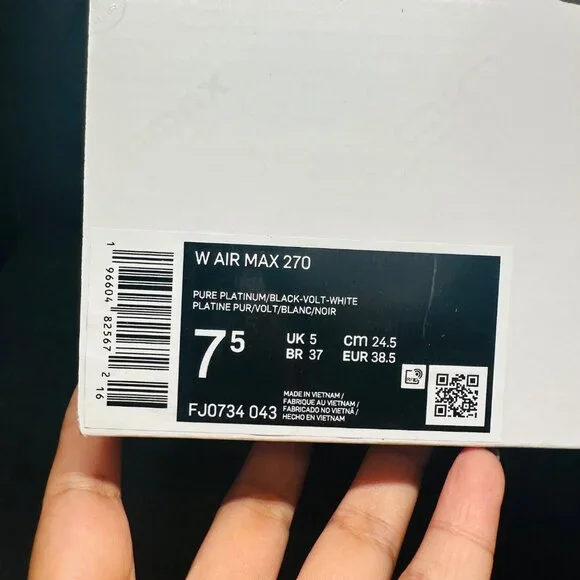 W AIR MAX 270
PURE PLATINUM/BLACK-VOLT-WHITE
PLATINE PUR/VOLT/BLANC/NOIR
7 5
UK 5 cm 24.5
BR 37 EUR 38.5
FJ0734 043
MADE IN VIETNAM /
FABRIQUE AU VIETNAM /
FABRICADO NO VIETNÃ /
HECHO EN VIETNAM
1 96604 82567 2 16